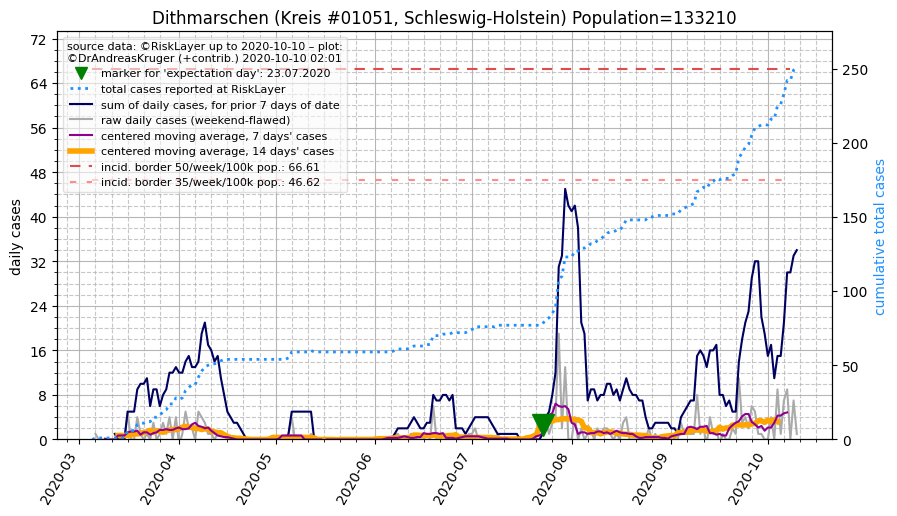 Dithmarschen (Kreis #01051, Schleswig-Holstein) Population=133210
source data: ©RiskLayer up to 2020-10-10 – plot:
©DrAndreasKruger (+contrib.) 2020-10-10 02:01
marker for 'expectation day': 23.07.2020
total cases reported at RiskLayer
sum of daily cases, for prior 7 days of date
raw daily cases (weekend-flawed)
centered moving average, 7 days' cases
centered moving average, 14 days' cases
incid. border 50/week/100k pop.: 66.61
incid. border 35/week/100k pop.: 46.62
daily cases
72
64
56
48
40
32
24
16
8
0
cumulative total cases
250
200
150
100
50
0
2020-03
2020-04
2020-05
2020-06
2020-07
2020-08
2020-09
2020-10